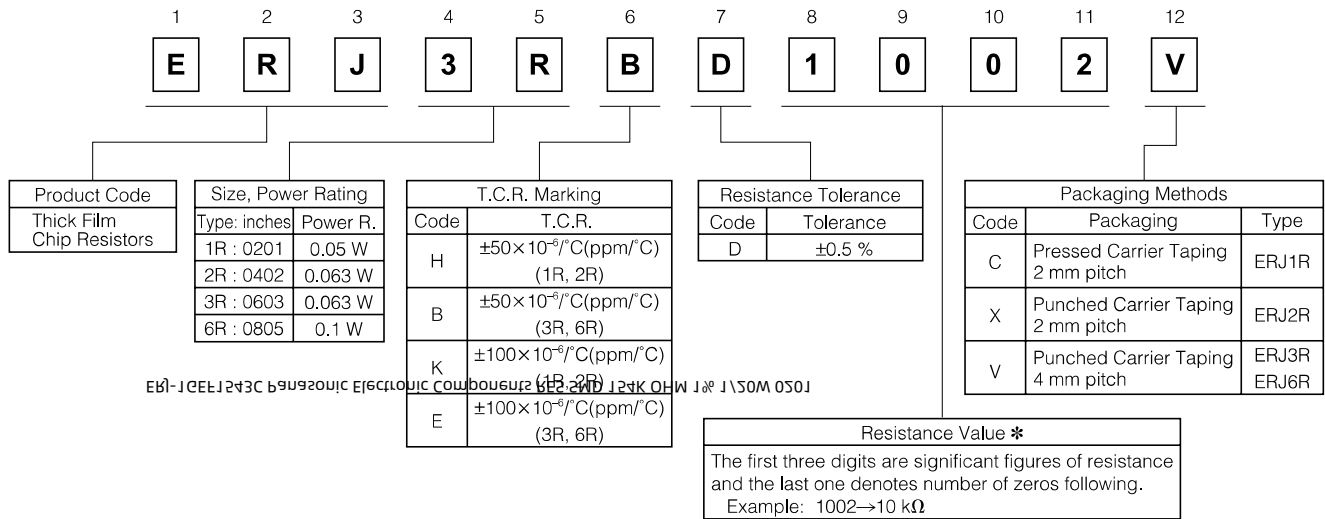 1 2 3 4 5 6 7 8 9 10 11 12
E R J 3 R B D 1 0 0 2 V
Product Code
Thick Film
Chip Resistors
Size, Power Rating
Type: inches Power R.
1R : 0201 0.05 W
2R : 0402 0.063 W
3R : 0603 0.063 W
6R : 0805 0.1 W
T.C.R. Marking
Code T.C.R.
H ±50×10⁻⁶/°C(ppm/°C)
(1R, 2R)
B ±50×10⁻⁶/°C(ppm/°C)
(3R, 6R)
K ±100×10⁻⁶/°C(ppm/°C)
(1R, 2R)
E ±100×10⁻⁶/°C(ppm/°C)
(3R, 6R)
Resistance Tolerance
Code Tolerance
D ±0.5 %
Packaging Methods
Code Packaging Type
C Pressed Carrier Taping
2 mm pitch ERJ1R
X Punched Carrier Taping
2 mm pitch ERJ2R
V Punched Carrier Taping
4 mm pitch ERJ3R
ERJ6R
ERJ-1GEF1543C Panasonic Electronic Components RES SMD 154K OHM 1% 1/20W 0201
Resistance Value *
The first three digits are significant figures of resistance
and the last one denotes number of zeros following.
Example: 1002→10 kΩ